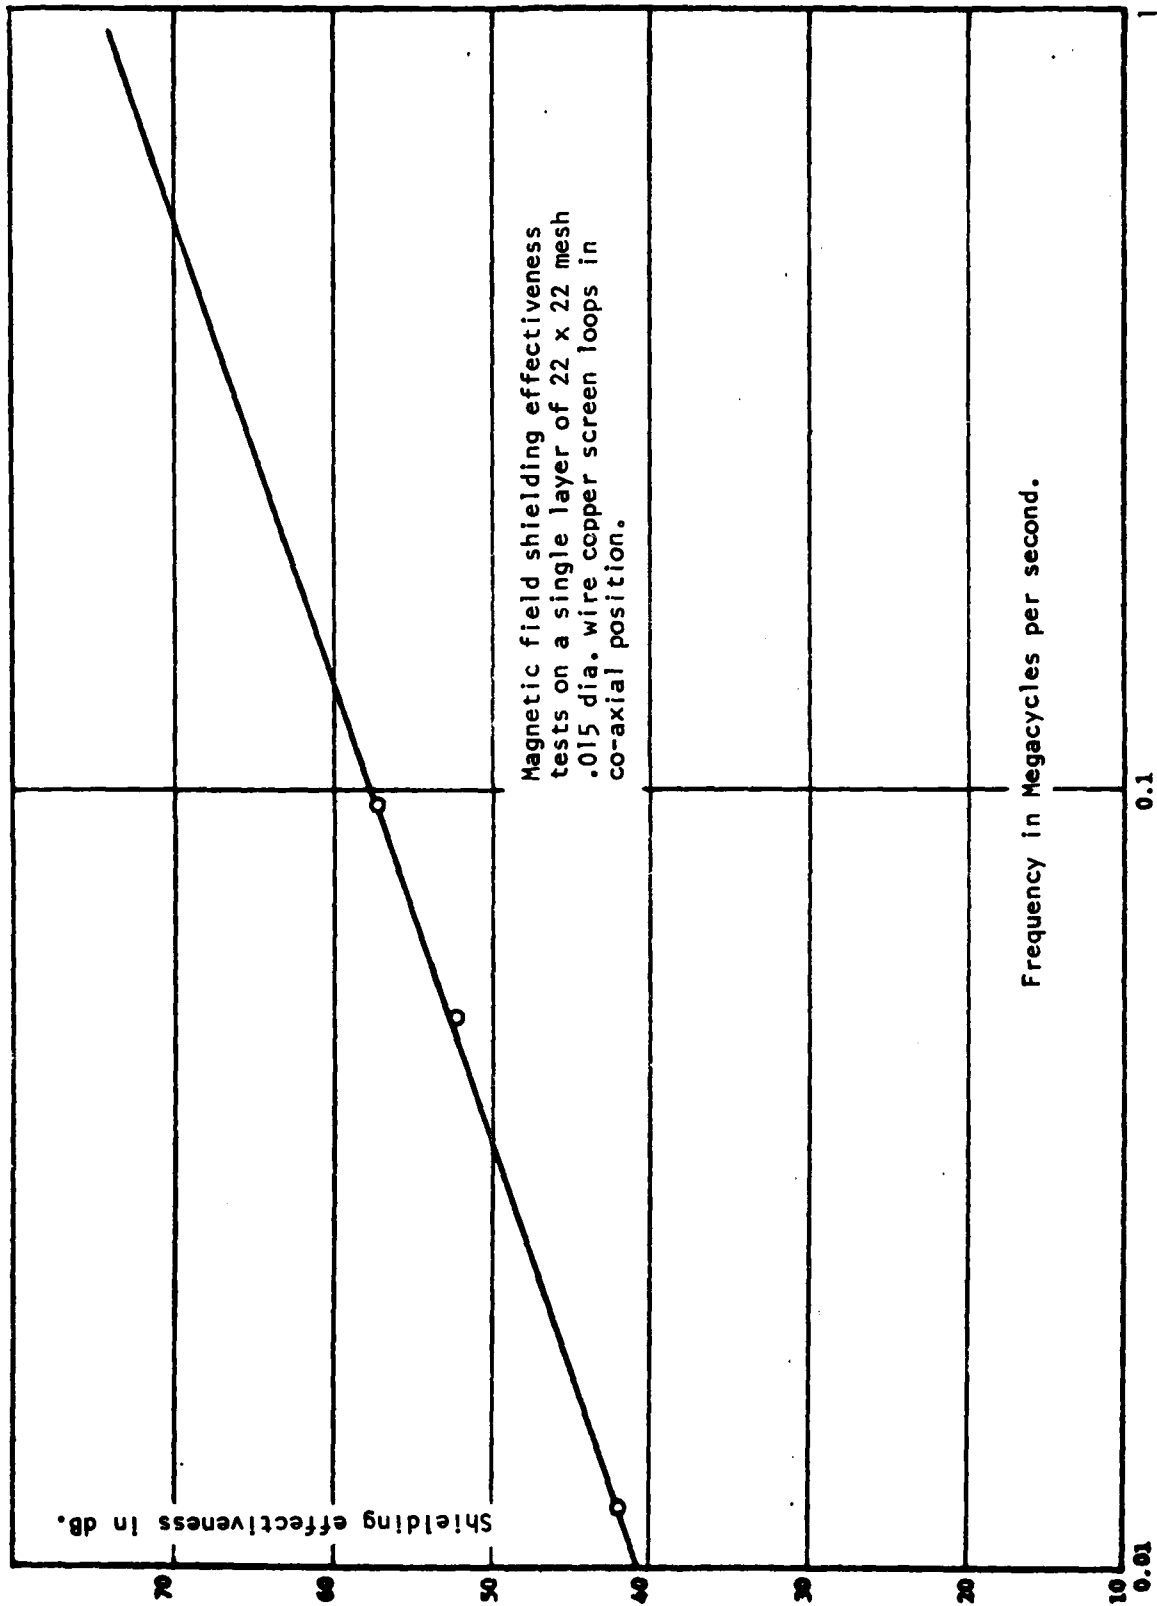 Shielding effectiveness in dB.
70
60
50
40
30
20
10
Magnetic field shielding effectiveness
tests on a single layer of 22 x 22 mesh
.015 dia. wire copper screen loops in
co-axial position.
Frequency in Megacycles per second.
0.01
0.1
1